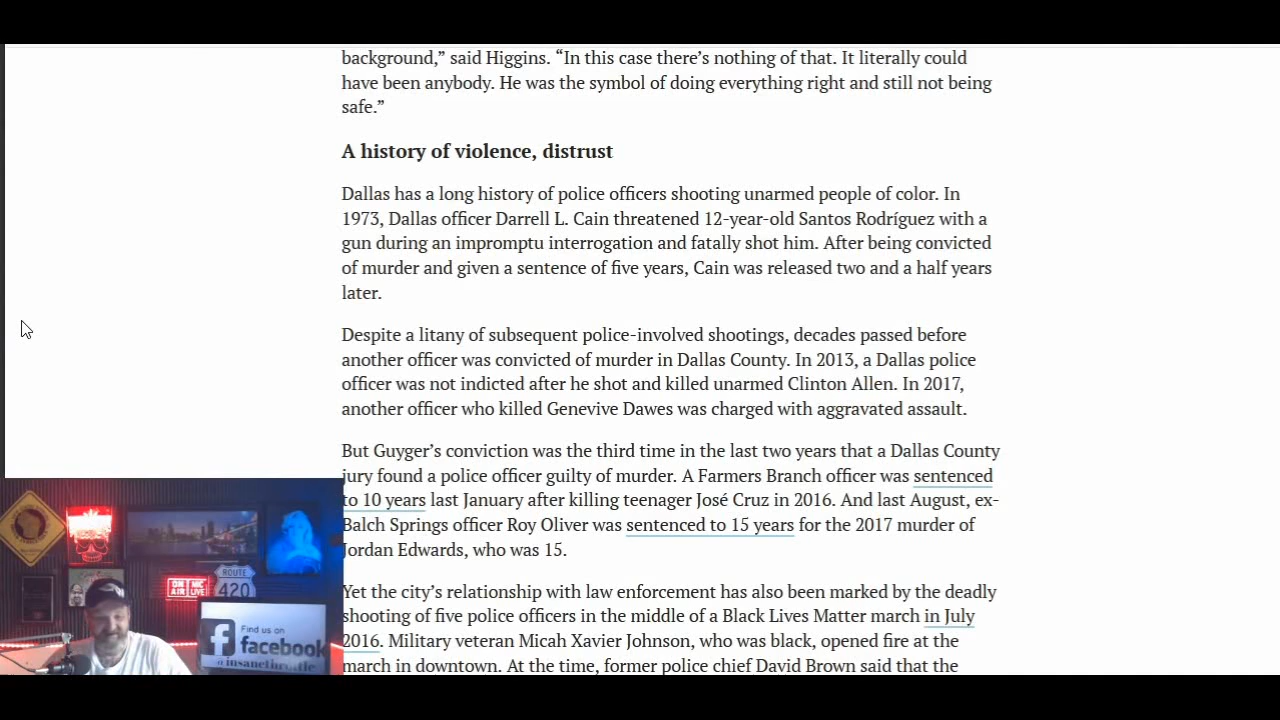 background,” said Higgins. “In this case there’s nothing of that. It literally could
have been anybody. He was the symbol of doing everything right and still not being
safe.”
A history of violence, distrust
Dallas has a long history of police officers shooting unarmed people of color. In
1973, Dallas officer Darrell L. Cain threatened 12-year-old Santos Rodríguez with a
gun during an impromptu interrogation and fatally shot him. After being convicted
of murder and given a sentence of five years, Cain was released two and a half years
later.
Despite a litany of subsequent police-involved shootings, decades passed before
another officer was convicted of murder in Dallas County. In 2013, a Dallas police
officer was not indicted after he shot and killed unarmed Clinton Allen. In 2017,
another officer who killed Genevive Dawes was charged with aggravated assault.
But Guyger’s conviction was the third time in the last two years that a Dallas County
jury found a police officer guilty of murder. A Farmers Branch officer was sentenced
to 10 years last January after killing teenager José Cruz in 2016. And last August, ex-
Balch Springs officer Roy Oliver was sentenced to 15 years for the 2017 murder of
Jordan Edwards, who was 15.
Yet the city’s relationship with law enforcement has also been marked by the deadly
shooting of five police officers in the middle of a Black Lives Matter march in July
2016. Military veteran Micah Xavier Johnson, who was black, opened fire at the
march in downtown. At the time, former police chief David Brown said that the
ROUTE
420
ON AIR
MIC LIVE
Find us on
facebook
insanethrottle